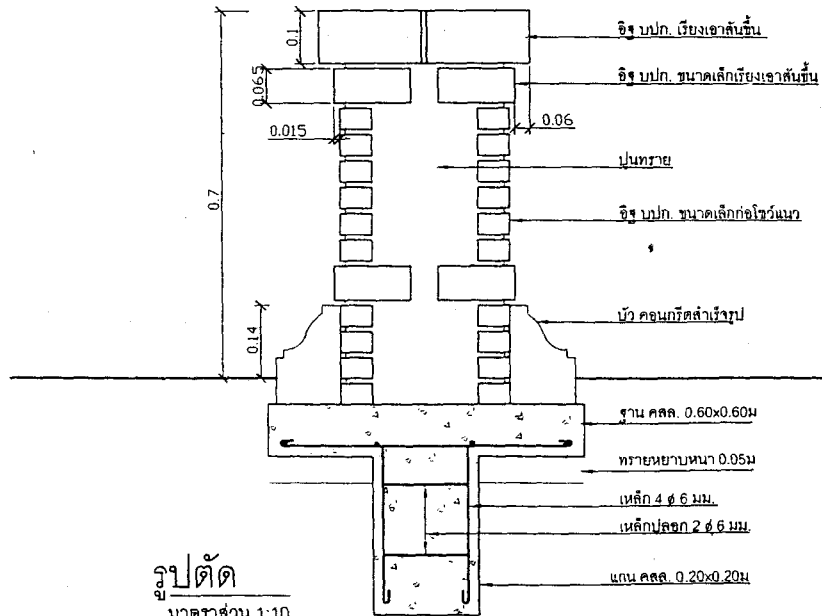 อิฐ บปก. เรียงเอาสันขึ้น
0.1
อิฐ บปก. ขนาดเล็กเรียงเอาสันขึ้น
0.065
0.06
0.015
ปูนทราย
0.7
อิฐ บปก. ขนาดเล็กก่อโชว์แนว
บัว คอนกรีตสำเร็จรูป
0.14
ฐาน คสล. 0.60x0.60ม
ทรายหยาบหนา 0.05ม
เหล็ก 4 ø 6 มม.
เหล็กปลอก 2 ø 6 มม.
รูปตัด
แกน คสล. 0.20x0.20ม
มาตราส่วน 1:10